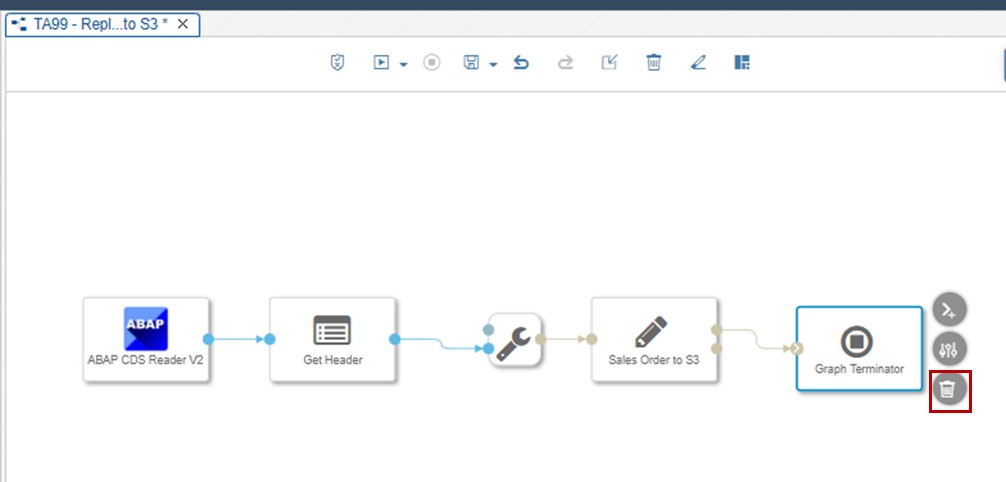 TA99 - Repl...to S3 *
ABAP
ABAP CDS Reader V2
Get Header
Sales Order to S3
Graph Terminator